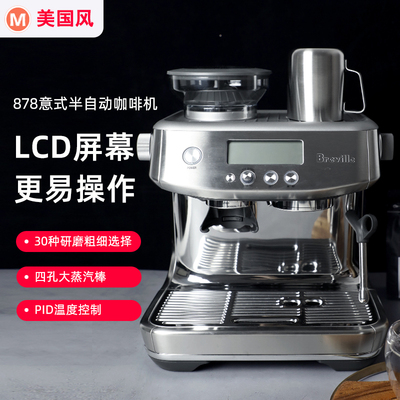 M 美国风
878意式半自动咖啡机
LCD屏幕
更易操作
30种研磨粗细选择
四孔大蒸汽棒
PID温度控制
Breville